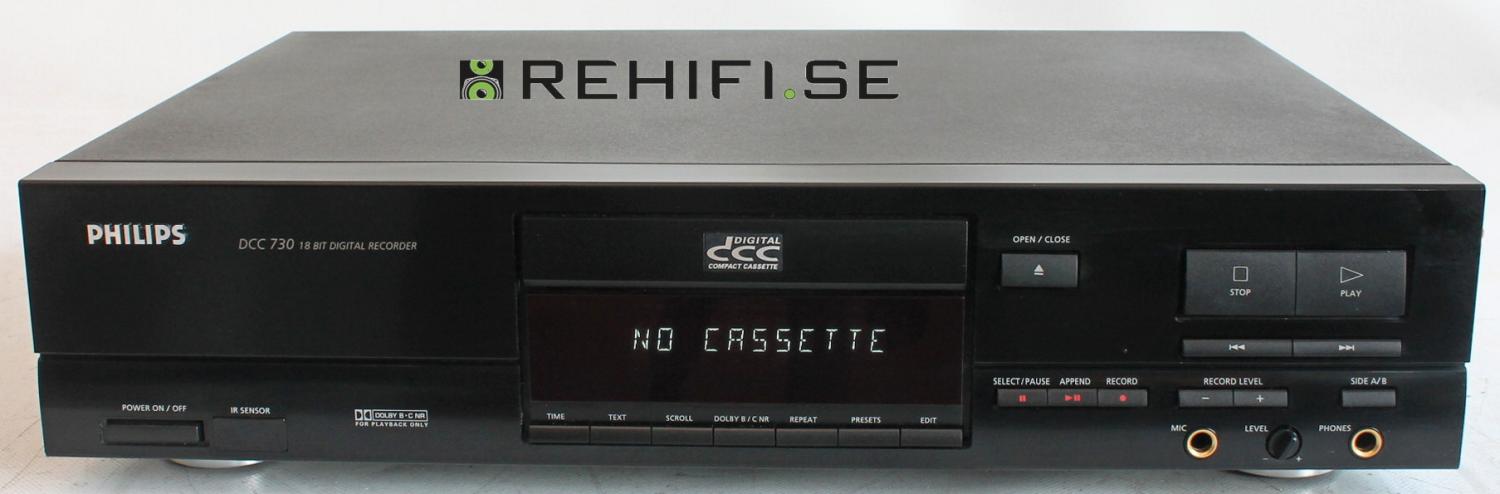 REHIFI.SE
PHILIPS
DCC 730 18 BIT DIGITAL RECORDER
DIGITAL
dcc
COMPACT CASSETTE
OPEN / CLOSE
STOP
PLAY
NO CASSETTE
SELECT/PAUSE APPEND RECORD
RECORD LEVEL
SIDE A/B
− +
POWER ON / OFF
IR SENSOR
DOLBY B·C NR
FOR PLAYBACK ONLY
TIME TEXT SCROLL DOLBY B / C NR REPEAT PRESETS EDIT
MIC LEVEL PHONES
− +